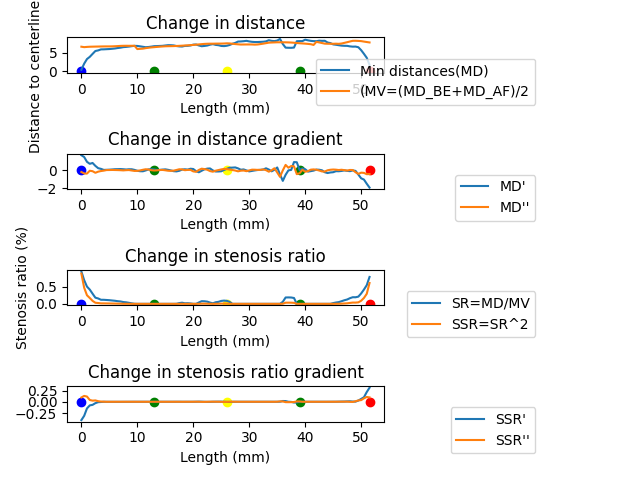 Change in distance
Distance to centerline
5
0
0 10 20 30 40 50
Length (mm)
Min distances(MD)
(MV=(MD_BE+MD_AF)/2
Change in distance gradient
0
−2
0 10 20 30 40 50
Length (mm)
MD'
MD''
Change in stenosis ratio
Stenosis ratio (%)
0.5
0.0
0 10 20 30 40 50
Length (mm)
SR=MD/MV
SSR=SR^2
Change in stenosis ratio gradient
0.25
0.00
−0.25
0 10 20 30 40 50
Length (mm)
SSR'
SSR''